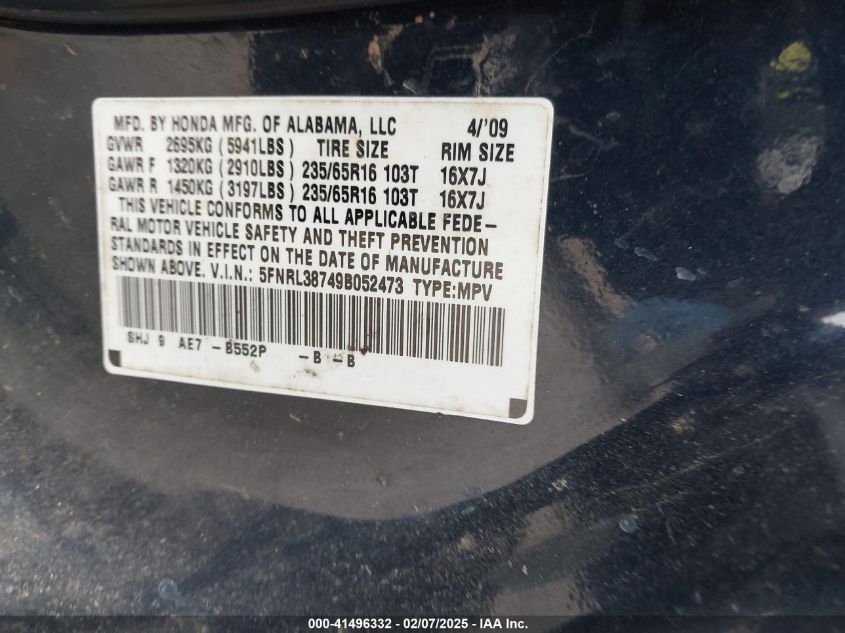 MFD. BY HONDA MFG. OF ALABAMA, LLC 4/'09
GVWR 2695KG (5941LBS) TIRE SIZE RIM SIZE
GAWR F 1320KG (2910LBS) 235/65R16 103T 16X7J
GAWR R 1450KG (3197LBS) 235/65R16 103T 16X7J
THIS VEHICLE CONFORMS TO ALL APPLICABLE FEDE-
RAL MOTOR VEHICLE SAFETY AND THEFT PREVENTION
STANDARDS IN EFFECT ON THE DATE OF MANUFACTURE
SHOWN ABOVE. V.I.N.: 5FNRL38749B052473 TYPE:MPV
SHJ 9 AE7 -B552P -B -B
000-41496332 - 02/07/2025 - IAA Inc.